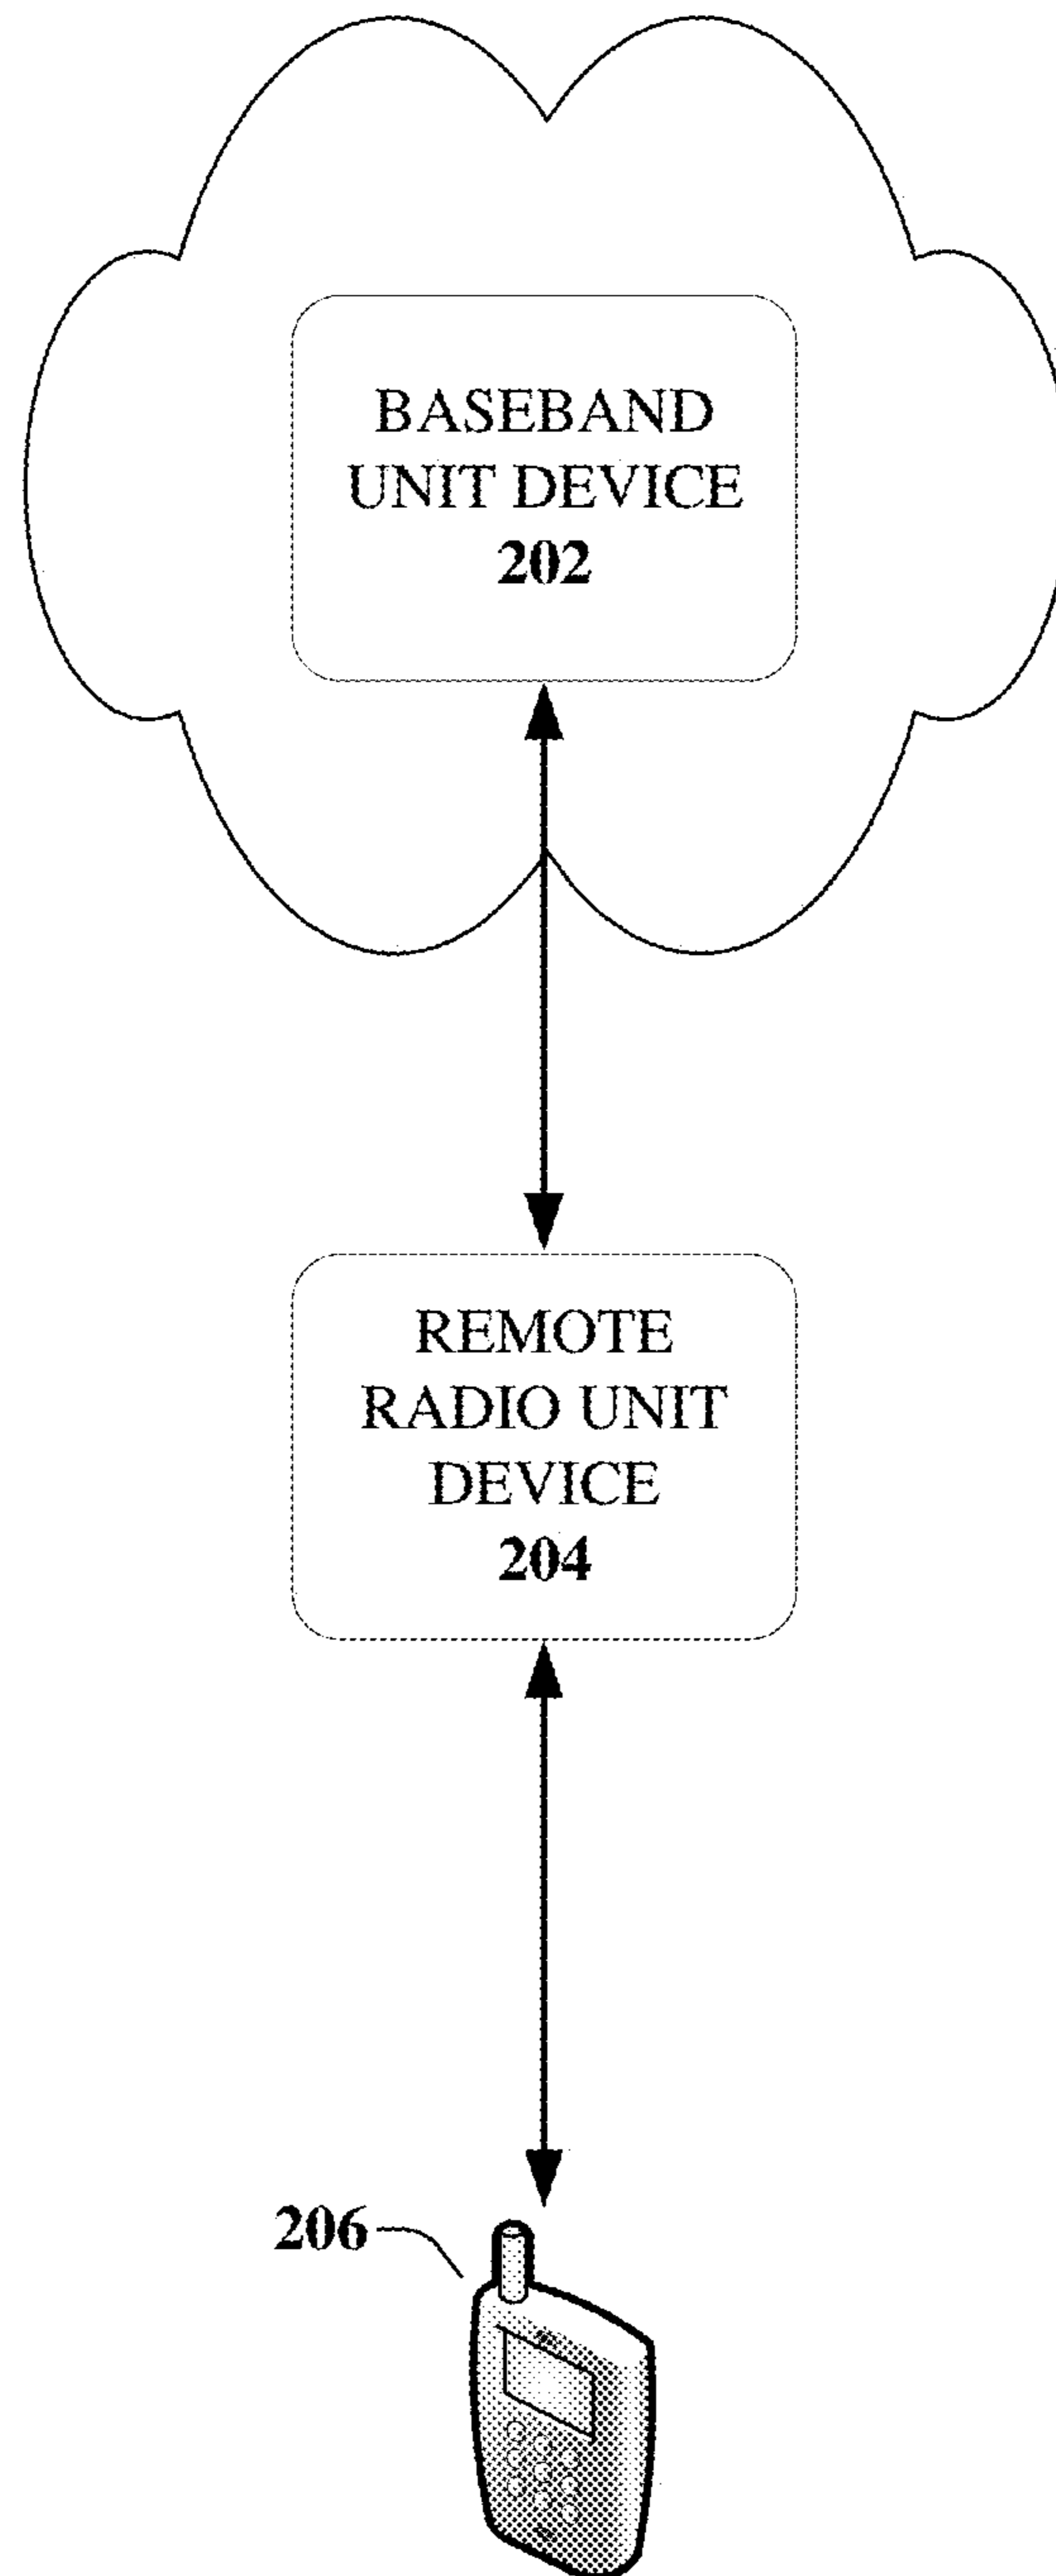 BASEBAND
UNIT DEVICE
202
REMOTE
RADIO UNIT
DEVICE
204
206